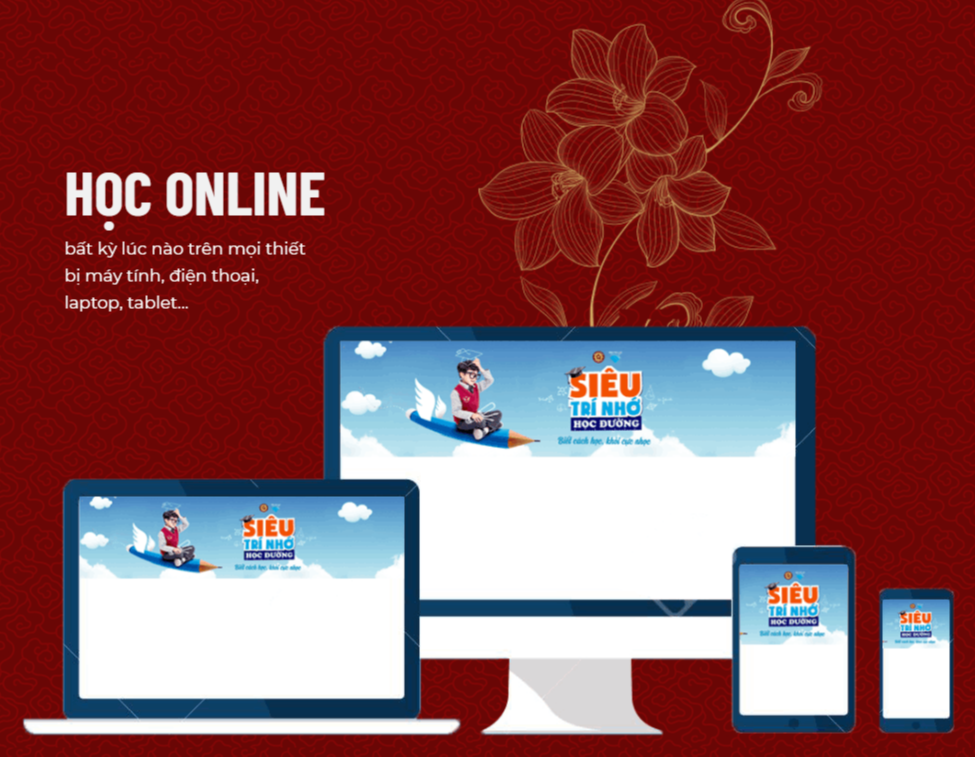 HỌC ONLINE
bất kỳ lúc nào trên mọi thiết
bị máy tính, điện thoại,
laptop, tablet...
SIÊU
TRÍ NHỚ
HỌC ĐƯỜNG
Biết cách học, khỏi cực nhọc
SIÊU
TRÍ NHỚ
HỌC ĐƯỜNG
Biết cách học, khỏi cực nhọc
SIÊU
TRÍ NHỚ
HỌC ĐƯỜNG
Biết cách học, khỏi cực nhọc
SIÊU
TRÍ NHỚ
HỌC ĐƯỜNG